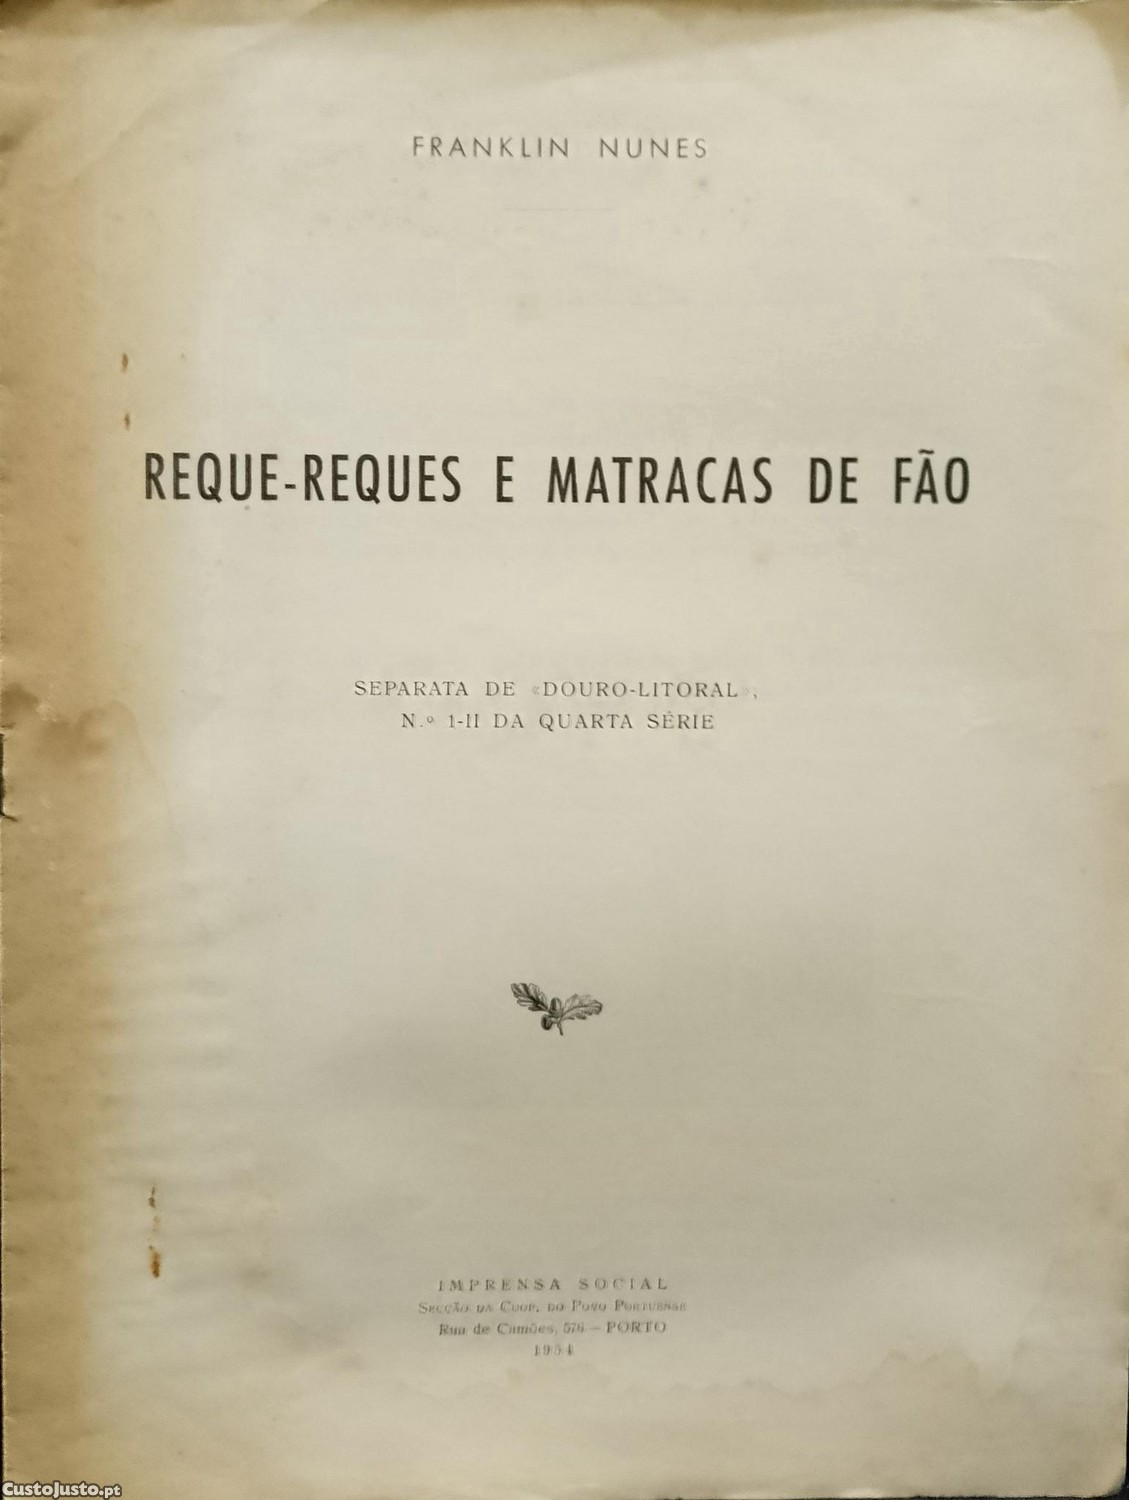 FRANKLIN NUNES
REQUE-REQUES E MATRACAS DE FÃO
SEPARATA DE «DOURO-LITORAL»,
N.º 1-II DA QUARTA SÉRIE
IMPRENSA SOCIAL
SECÇÃO DA COOP. DO POVO PORTUENSE
Rua de Camões, 576 — PORTO
1954
CustoJusto.pt